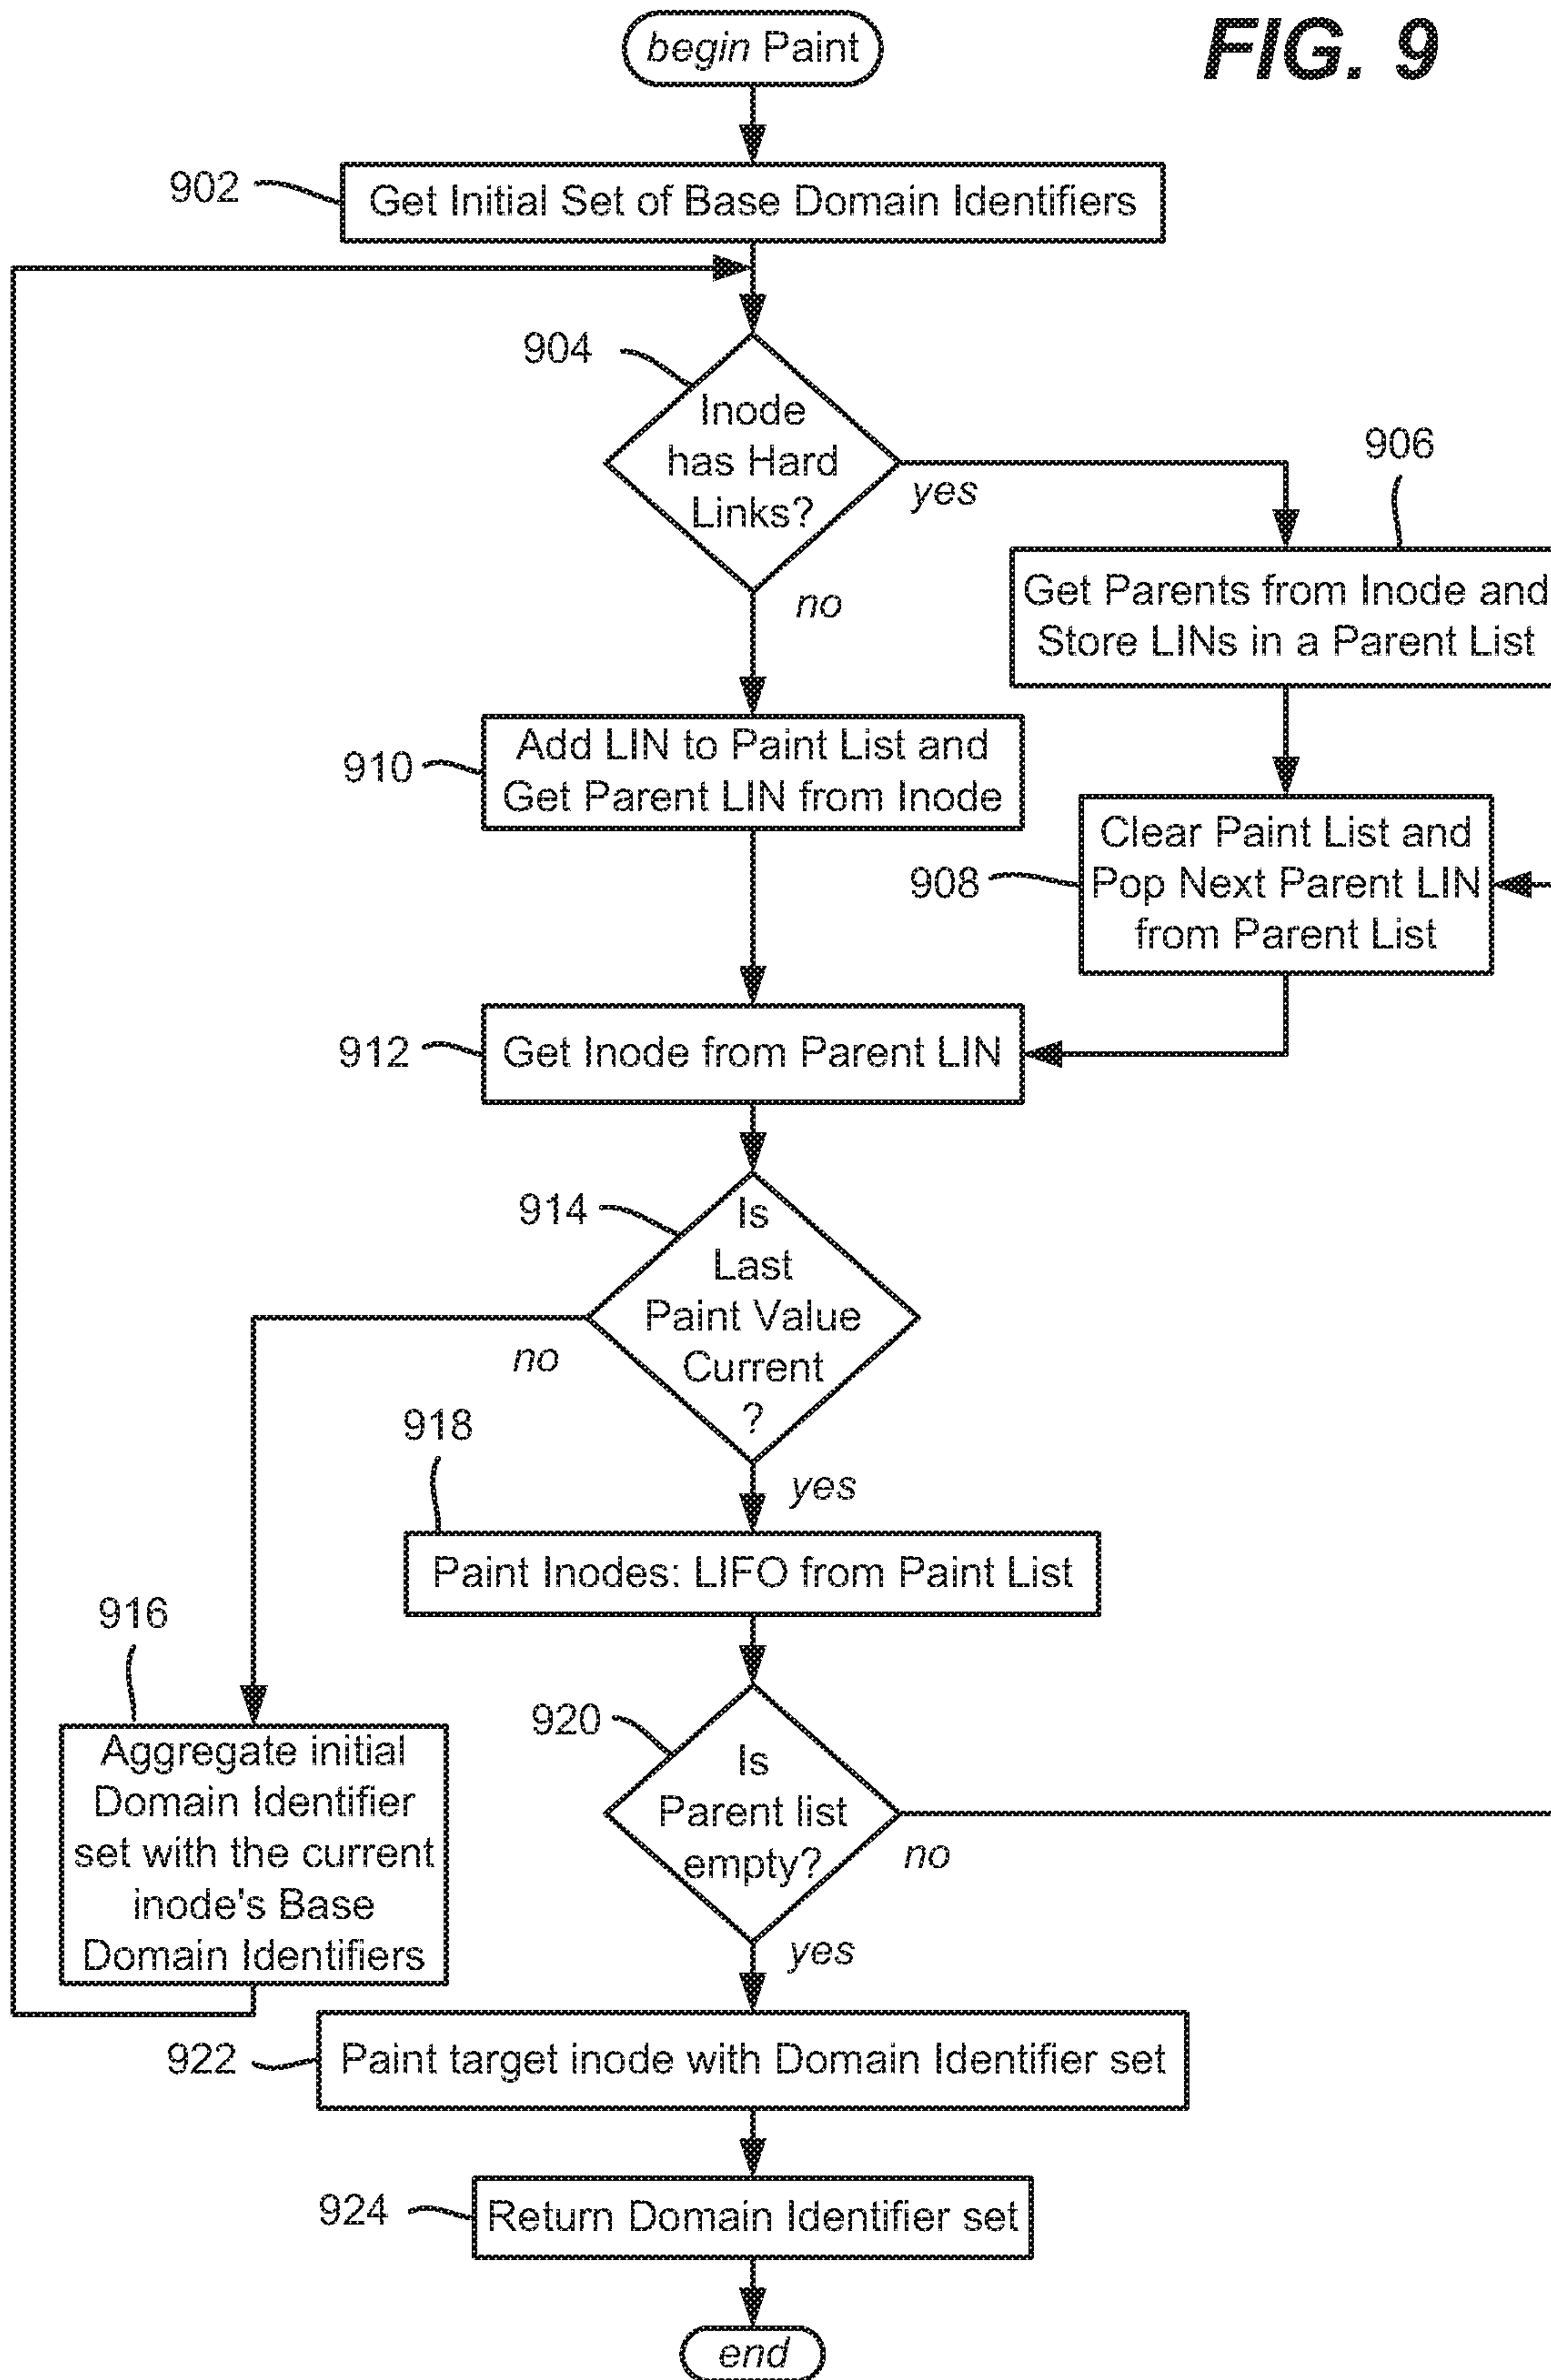 FIG. 9
begin Paint
902
Get Initial Set of Base Domain Identifiers
904
Inode
has Hard
Links?
yes
no
906
Get Parents from Inode and
Store LINs in a Parent List
910
Add LIN to Paint List and
Get Parent LIN from Inode
908
Clear Paint List and
Pop Next Parent LIN
from Parent List
912
Get Inode from Parent LIN
914
Is
Last
Paint Value
Current
?
no
yes
918
Paint Inodes: LIFO from Paint List
916
Aggregate initial
Domain Identifier
set with the current
inode's Base
Domain Identifiers
920
Is
Parent list
empty?
no
yes
922
Paint target inode with Domain Identifier set
924
Return Domain Identifier set
end